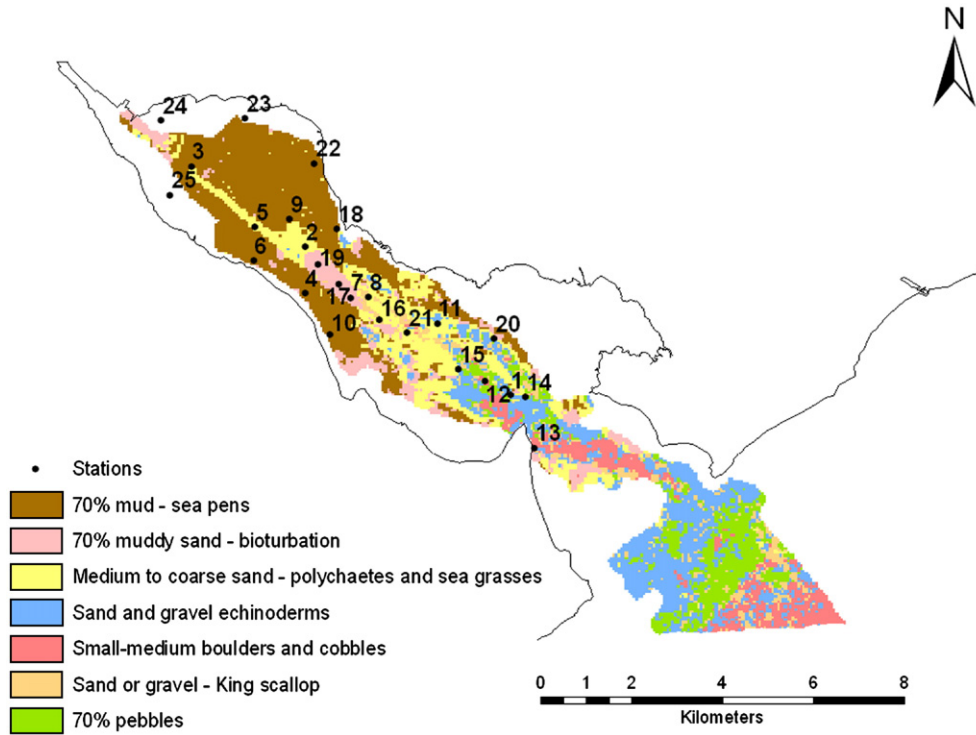 N
24
23
22
3
25
5
9
18
6
2
19
4
7
8
17
16
11
10
21
20
15
12
1
14
13
Stations
70% mud - sea pens
70% muddy sand - bioturbation
Medium to coarse sand - polychaetes and sea grasses
Sand and gravel echinoderms
Small-medium boulders and cobbles
Sand or gravel - King scallop
70% pebbles
0 1 2 4 6 8
Kilometers